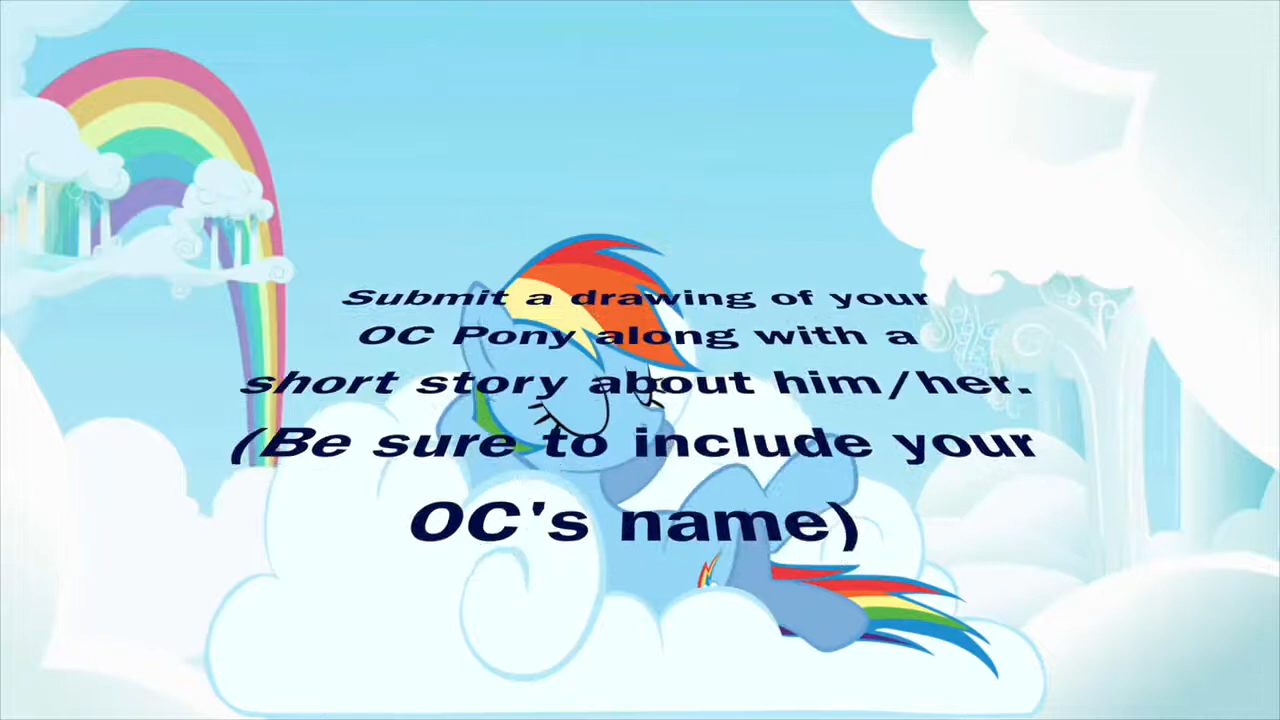 Submit a drawing of your
OC Pony along with a
short story about him/her.
(Be sure to include your
OC's name)